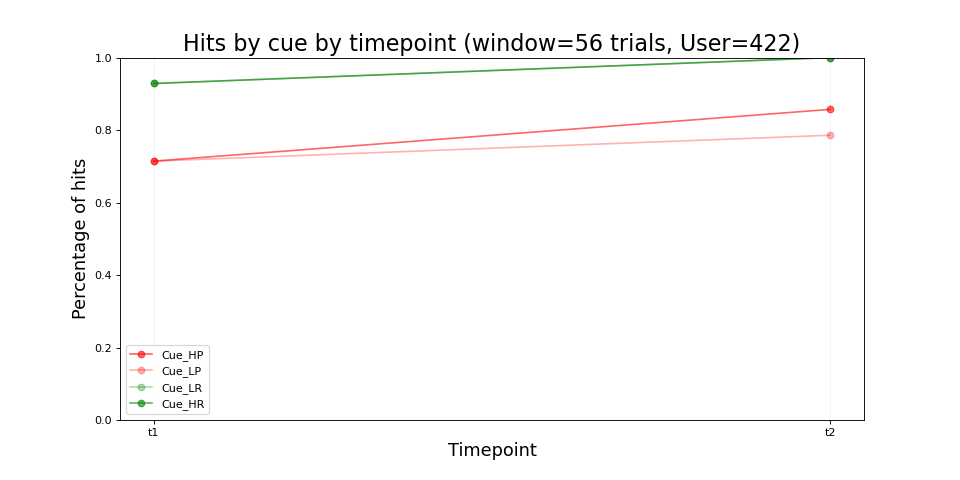 Hits by cue by timepoint (window=56 trials, User=422)
1.0
0.8
0.6
0.4
0.2
0.0
Percentage of hits
Cue_HP
Cue_LP
Cue_LR
Cue_HR
t1
t2
Timepoint